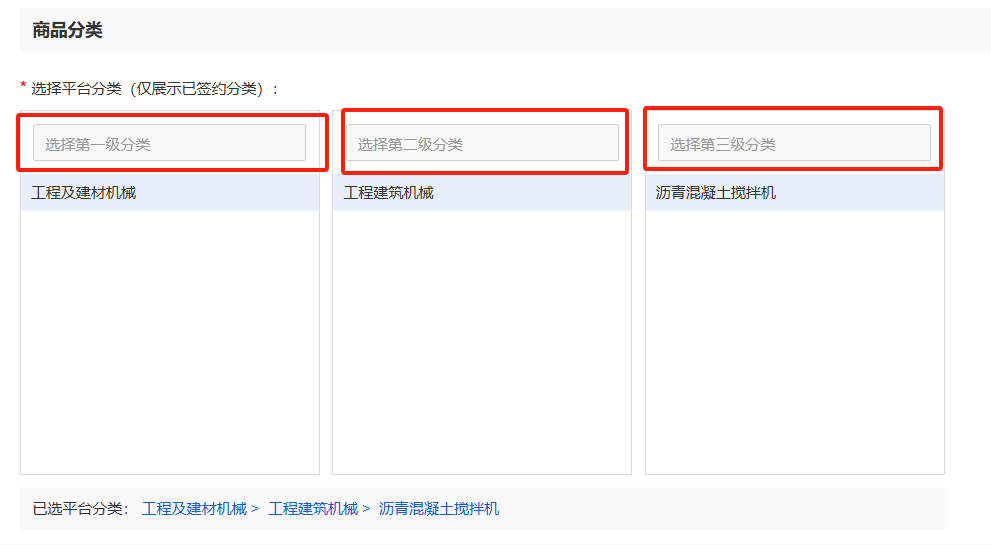 商品分类
* 选择平台分类（仅展示已签约分类）：
选择第一级分类 选择第二级分类 选择第三级分类
工程及建材机械 工程建筑机械 沥青混凝土搅拌机
已选平台分类： 工程及建材机械 > 工程建筑机械 > 沥青混凝土搅拌机